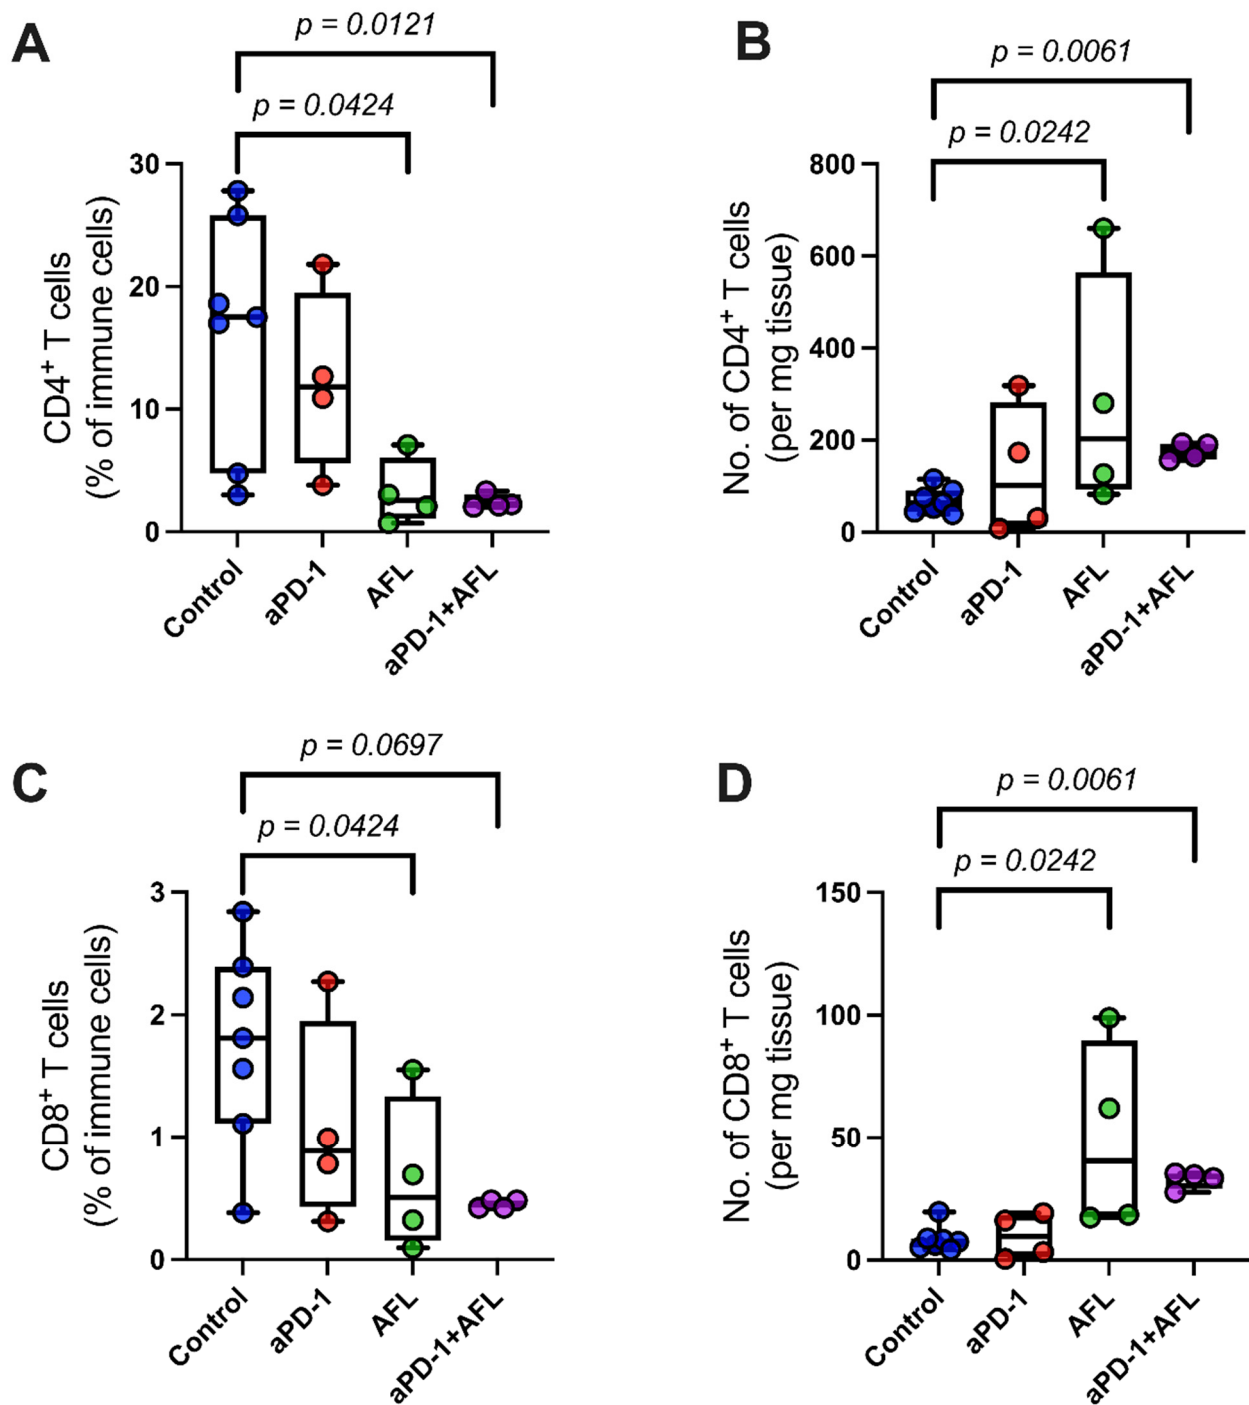 A
p = 0.0121
p = 0.0424
CD4⁺ T cells
(% of immune cells)
30
20
10
0
Control
aPD-1
AFL
aPD-1+AFL
B
p = 0.0061
p = 0.0242
No. of CD4⁺ T cells
(per mg tissue)
800
600
400
200
0
Control
aPD-1
AFL
aPD-1+AFL
C
p = 0.0697
p = 0.0424
CD8⁺ T cells
(% of immune cells)
3
2
1
0
Control
aPD-1
AFL
aPD-1+AFL
D
p = 0.0061
p = 0.0242
No. of CD8⁺ T cells
(per mg tissue)
150
100
50
0
Control
aPD-1
AFL
aPD-1+AFL